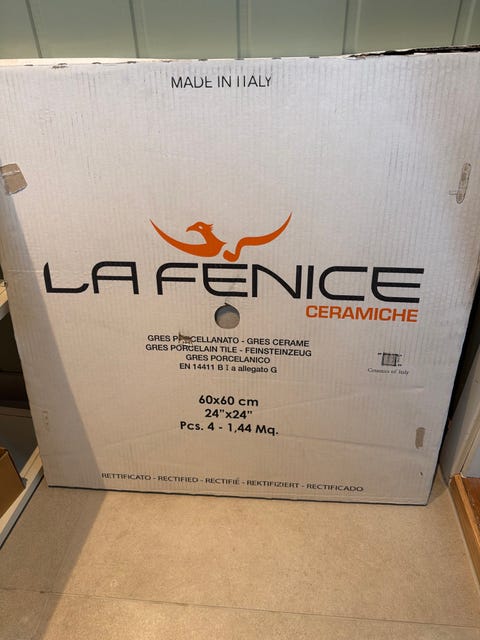 MADE IN ITALY
LA FENICE
CERAMICHE
GRES PORCELLANATO - GRES CERAME
GRES PORCELAIN TILE - FEINSTEINZEUG
GRES PORCELANICO
EN 14411 B I a allegato G
Ceramics of Italy
60x60 cm
24"x24"
Pcs. 4 - 1,44 Mq.
RETTIFICATO - RECTIFIED - RECTIFIÉ - REKTIFIZIERT - RECTIFICADO